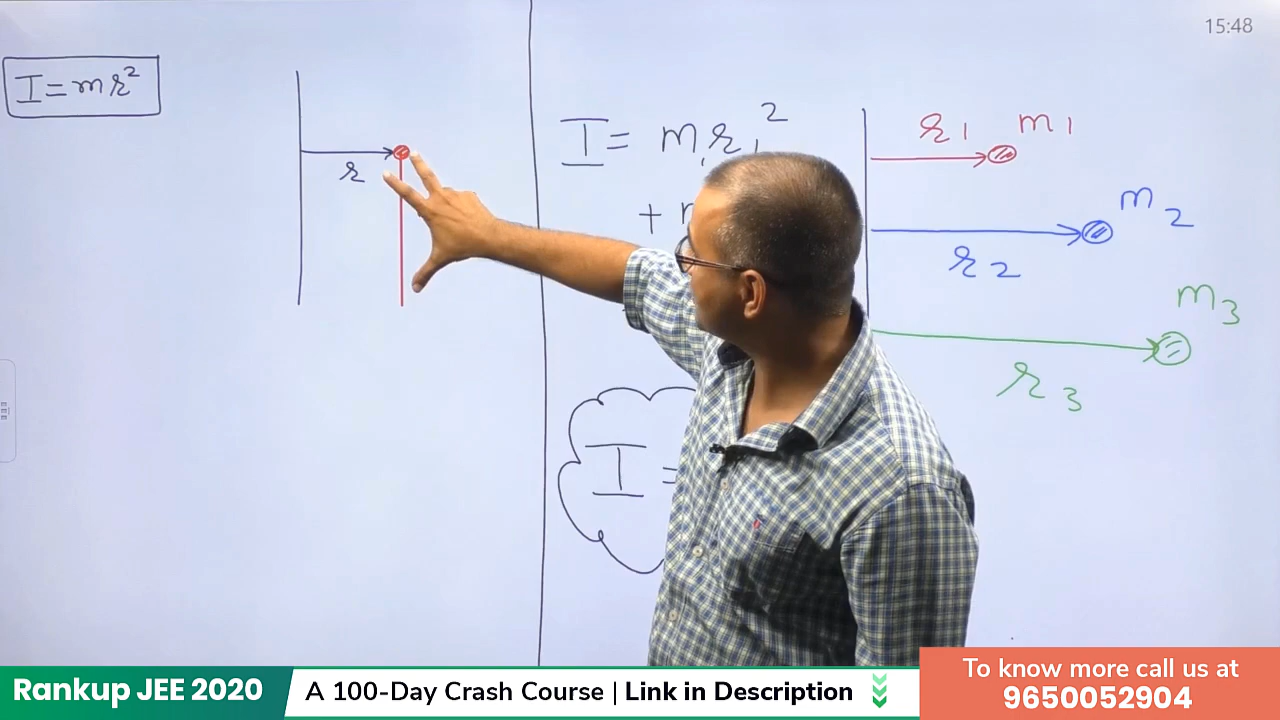 15:48
I = mr²
r
I = m₁r₁²
+
I =
r₁ m₁
r₂ m₂
r₃ m₃
Rankup JEE 2020
A 100-Day Crash Course | Link in Description
To know more call us at
9650052904